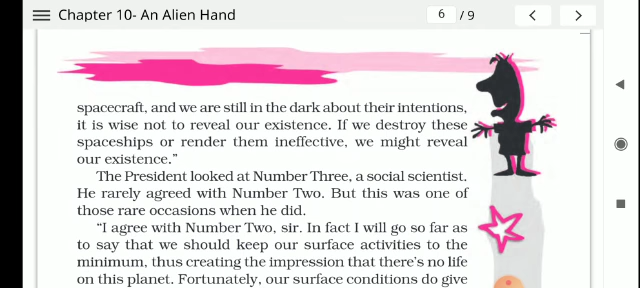 Chapter 10- An Alien Hand
6 / 9
spacecraft, and we are still in the dark about their intentions,
it is wise not to reveal our existence. If we destroy these
spaceships or render them ineffective, we might reveal
our existence.”
The President looked at Number Three, a social scientist.
He rarely agreed with Number Two. But this was one of
those rare occasions when he did.
“I agree with Number Two, sir. In fact I will go so far as
to say that we should keep our surface activities to the
minimum, thus creating the impression that there’s no life
on this planet. Fortunately, our surface conditions do give